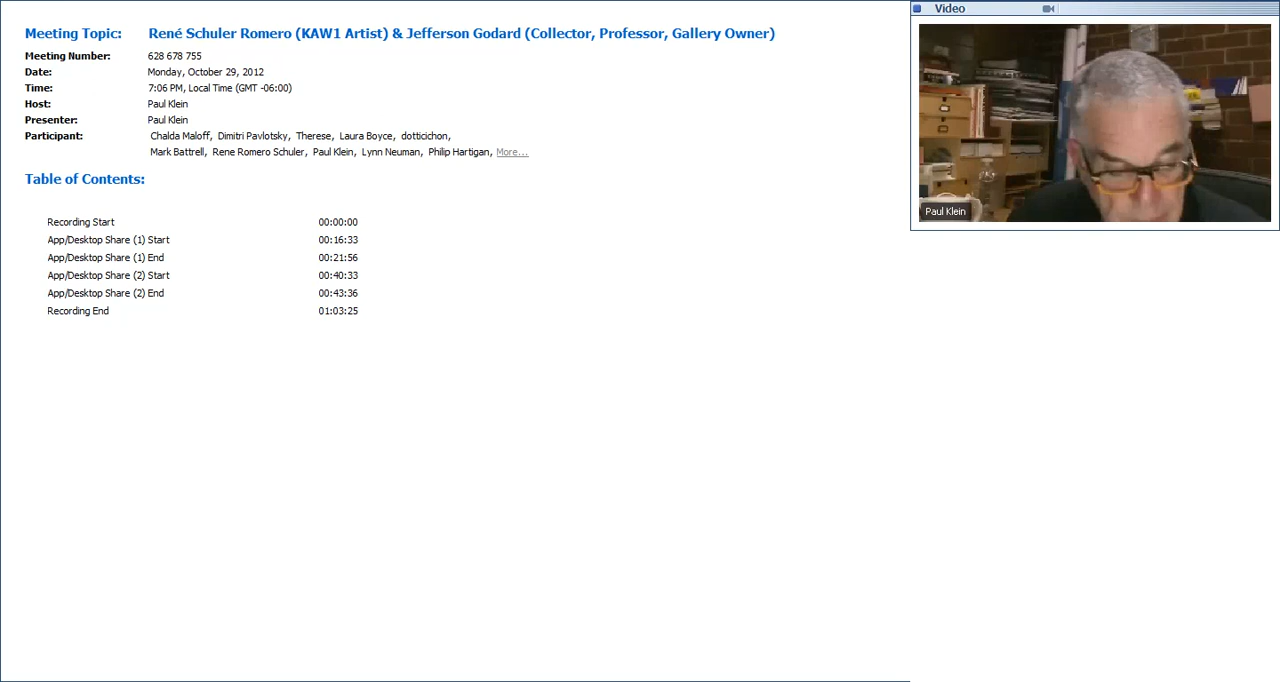 Meeting Topic: René Schuler Romero (KAW1 Artist) & Jefferson Godard (Collector, Professor, Gallery Owner)
Meeting Number: 628 678 755
Date: Monday, October 29, 2012
Time: 7:06 PM, Local Time (GMT -06:00)
Host: Paul Klein
Presenter: Paul Klein
Participant: Chalda Maloff, Dimitri Pavlotsky, Therese, Laura Boyce, dotticichon,
Mark Battrell, Rene Romero Schuler, Paul Klein, Lynn Neuman, Philip Hartigan, More...
Table of Contents:
Recording Start 00:00:00
App/Desktop Share (1) Start 00:16:33
App/Desktop Share (1) End 00:21:56
App/Desktop Share (2) Start 00:40:33
App/Desktop Share (2) End 00:43:36
Recording End 01:03:25
Video
Paul Klein